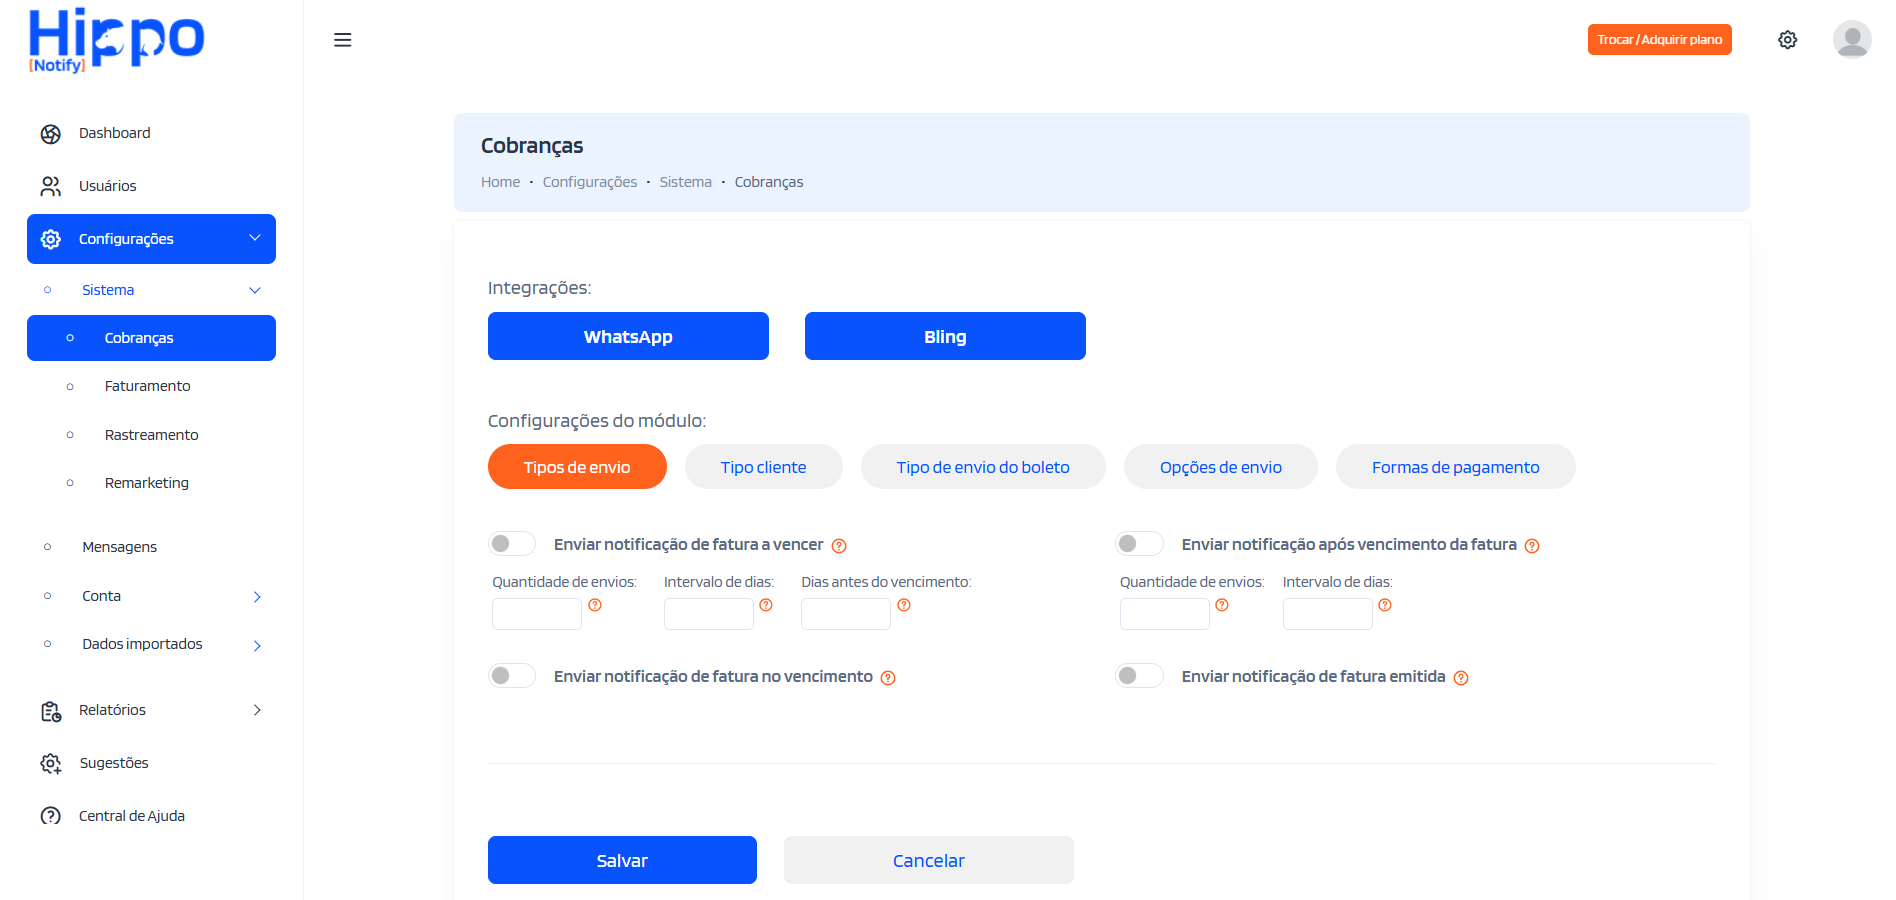 Hippo
[Notify]
Trocar / Adquirir plano
Dashboard
Usuários
Configurações
Sistema
Cobranças
Faturamento
Rastreamento
Remarketing
Mensagens
Conta
Dados importados
Relatórios
Sugestões
Central de Ajuda
Cobranças
Home • Configurações • Sistema • Cobranças
Integrações:
WhatsApp Bling
Configurações do módulo:
Tipos de envio Tipo cliente Tipo de envio do boleto Opções de envio Formas de pagamento
Enviar notificação de fatura a vencer
Quantidade de envios: Intervalo de dias: Dias antes do vencimento:
Enviar notificação após vencimento da fatura
Quantidade de envios: Intervalo de dias:
Enviar notificação de fatura no vencimento
Enviar notificação de fatura emitida
Salvar Cancelar